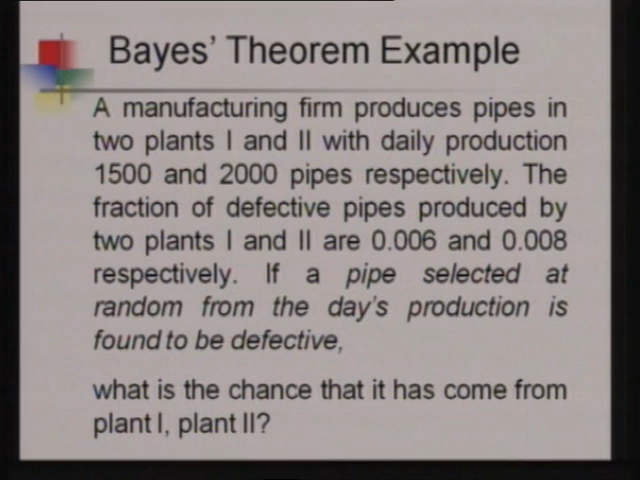 Bayes’ Theorem Example
A manufacturing firm produces pipes in
two plants I and II with daily production
1500 and 2000 pipes respectively. The
fraction of defective pipes produced by
two plants I and II are 0.006 and 0.008
respectively. If a pipe selected at
random from the day’s production is
found to be defective,
what is the chance that it has come from
plant I, plant II?